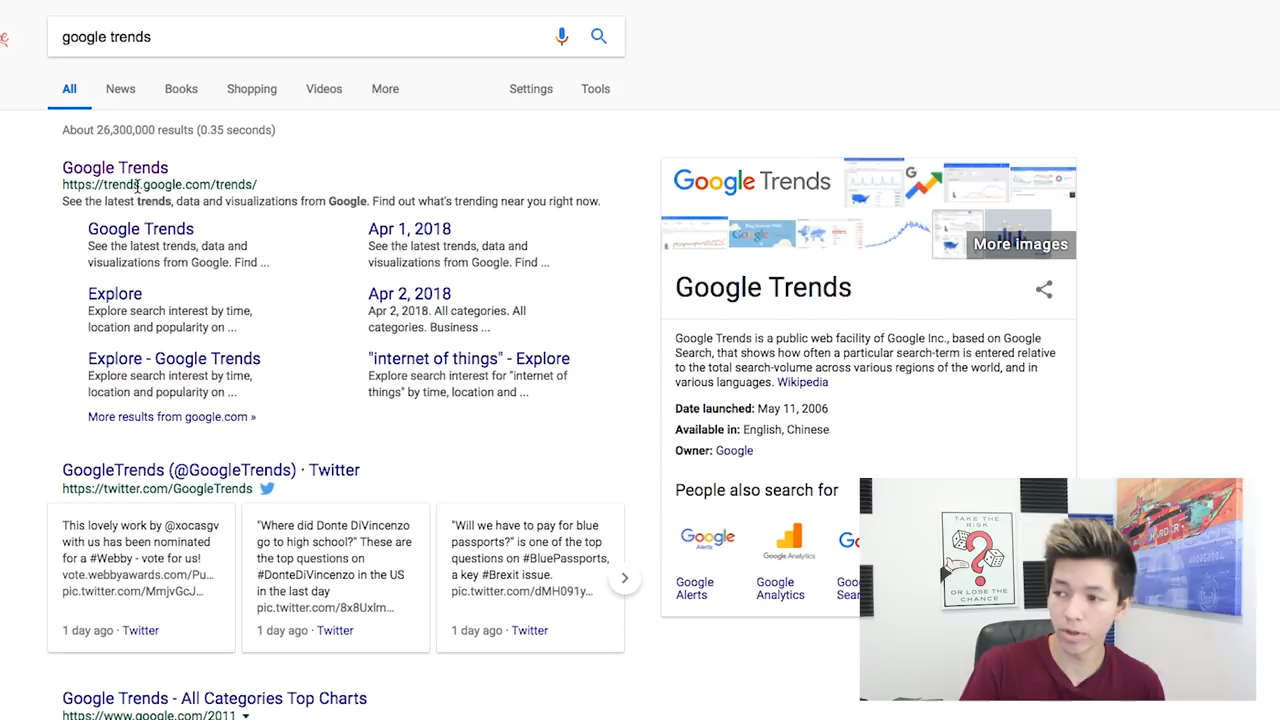 google trends
All
News
Books
Shopping
Videos
More
Settings
Tools
About 26,300,000 results (0.35 seconds)
Google Trends
https://trends.google.com/trends/
See the latest trends, data and visualizations from Google. Find out what's trending near you right now.
Google Trends
See the latest trends, data and
visualizations from Google. Find ...
Apr 1, 2018
See the latest trends, data and
visualizations from Google. Find ...
Explore
Explore search interest by time,
location and popularity on ...
Apr 2, 2018
Apr 2, 2018. All categories. All
categories. Business ...
Explore - Google Trends
Explore search interest by time,
location and popularity on ...
"internet of things" - Explore
Explore search interest for "internet of
things" by time, location and ...
More results from google.com »
GoogleTrends (@GoogleTrends) · Twitter
https://twitter.com/GoogleTrends
This lovely work by @xocasgv
with us has been nominated
for a #Webby - vote for us!
vote.webbyawards.com/Pu...
pic.twitter.com/MmjvGcJ...
1 day ago · Twitter
"Where did Donte DiVincenzo
go to high school?" These are
the top questions on
#DonteDiVincenzo in the US
in the last day
pic.twitter.com/8x8Uxlm...
1 day ago · Twitter
"Will we have to pay for blue
passports?" is one of the top
questions on #BluePassports,
a key #Brexit issue.
pic.twitter.com/dMH091y...
1 day ago · Twitter
Google Trends - All Categories Top Charts
https://www.google.com/2011
Google Trends
More images
Google Trends
Google Trends is a public web facility of Google Inc., based on Google
Search, that shows how often a particular search-term is entered relative
to the total search-volume across various regions of the world, and in
various languages. Wikipedia
Date launched: May 11, 2006
Available in: English, Chinese
Owner: Google
People also search for
Google
Alerts
Google Analytics
Go
Google
Alerts
Google
Analytics
Goo
Sear
TAKE THE
RISK
OR LOSE THE
CHANCE